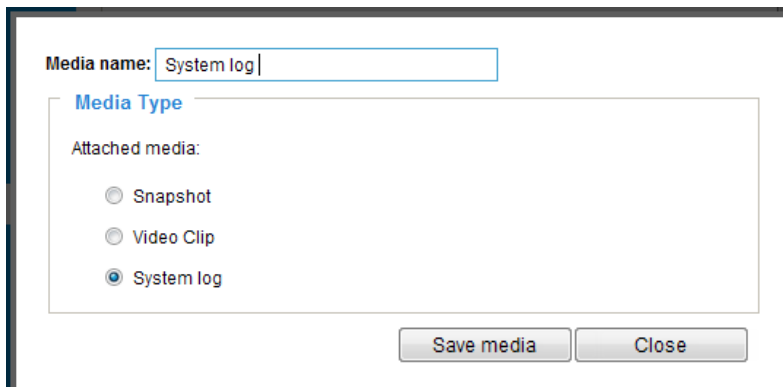 Media name: System log
Media Type
Attached media:
Snapshot
Video Clip
System log
Save media Close